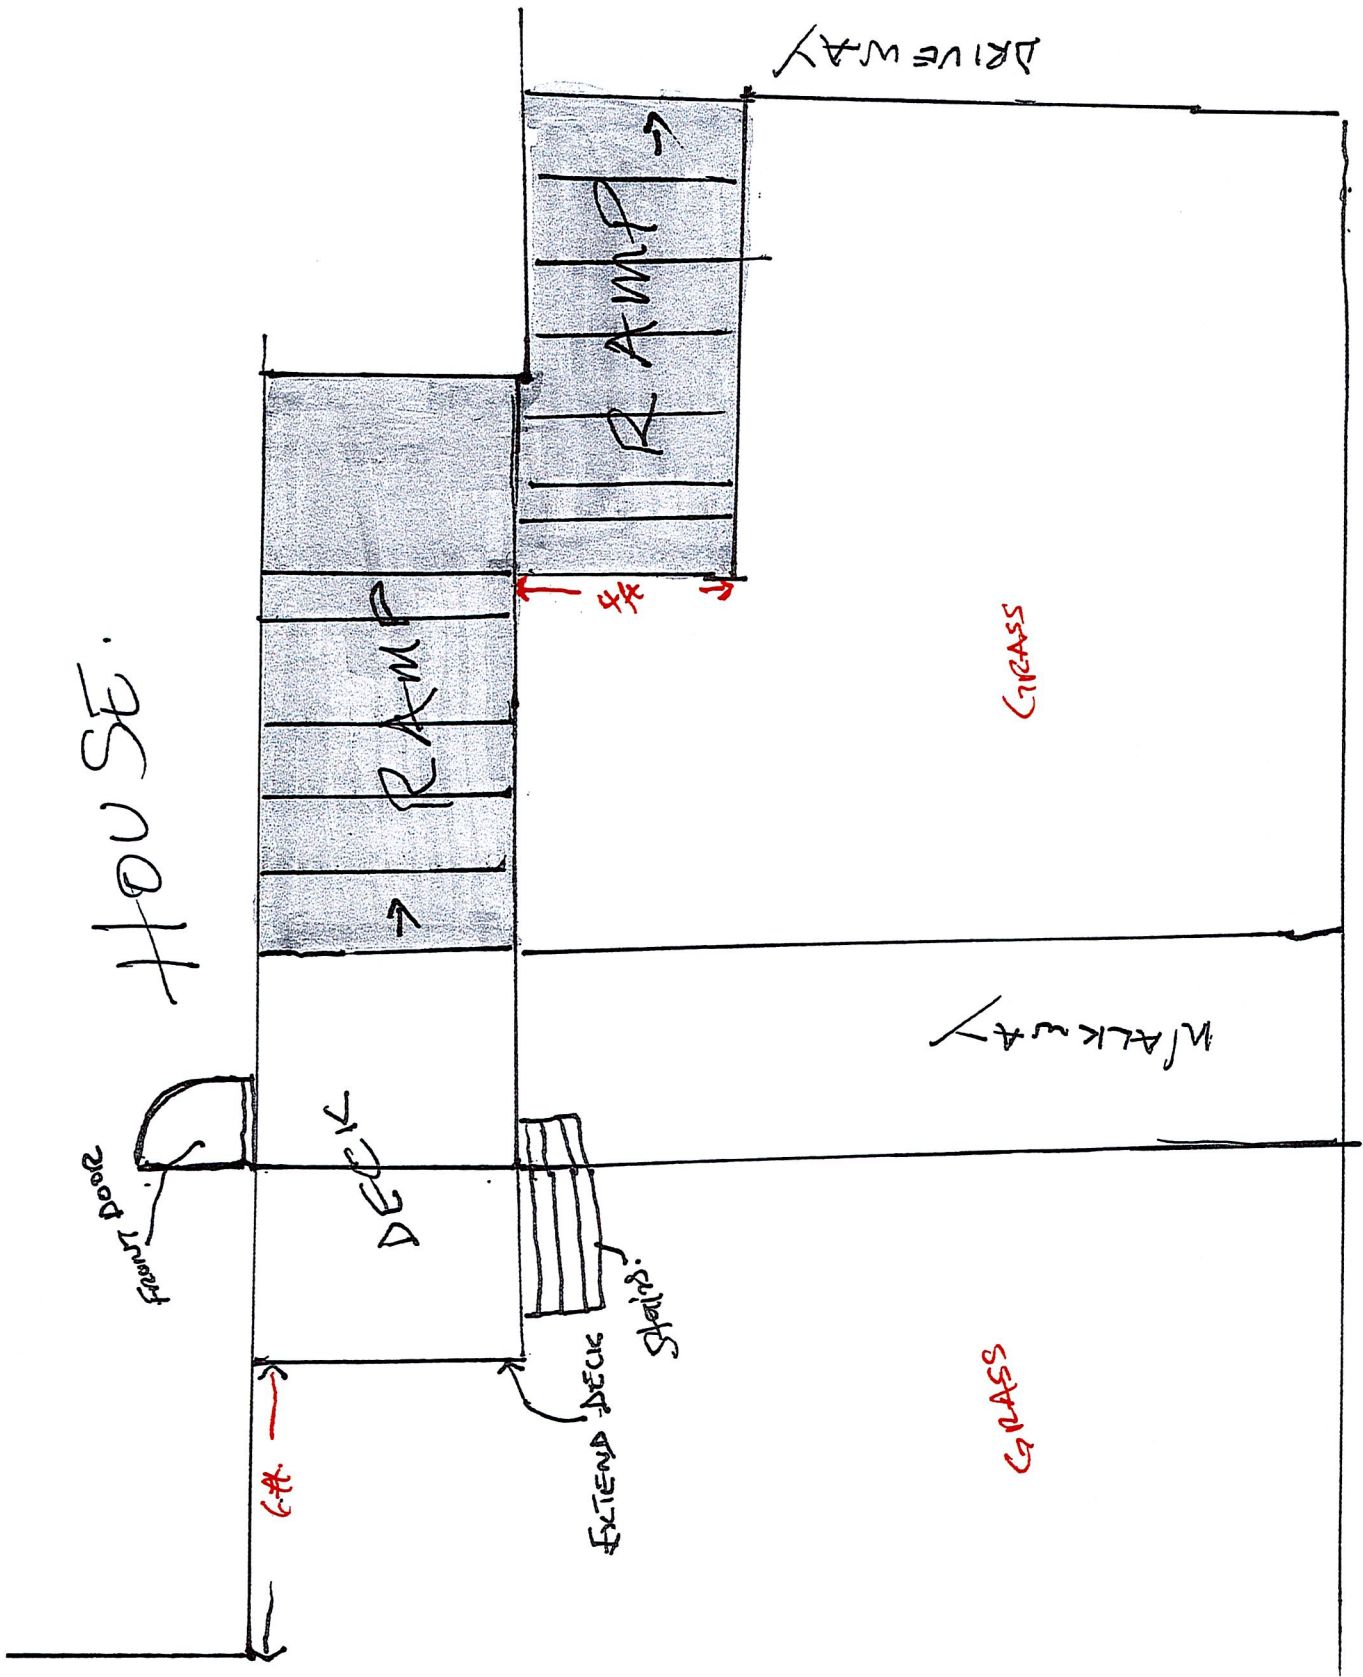 HOUSE.
FRONT DOOR
DECK
RAMP
RAMP
DRIVEWAY
4ft
6ft.
EXTEND DECK
Stairs.
WALKWAY
GRASS
GRASS